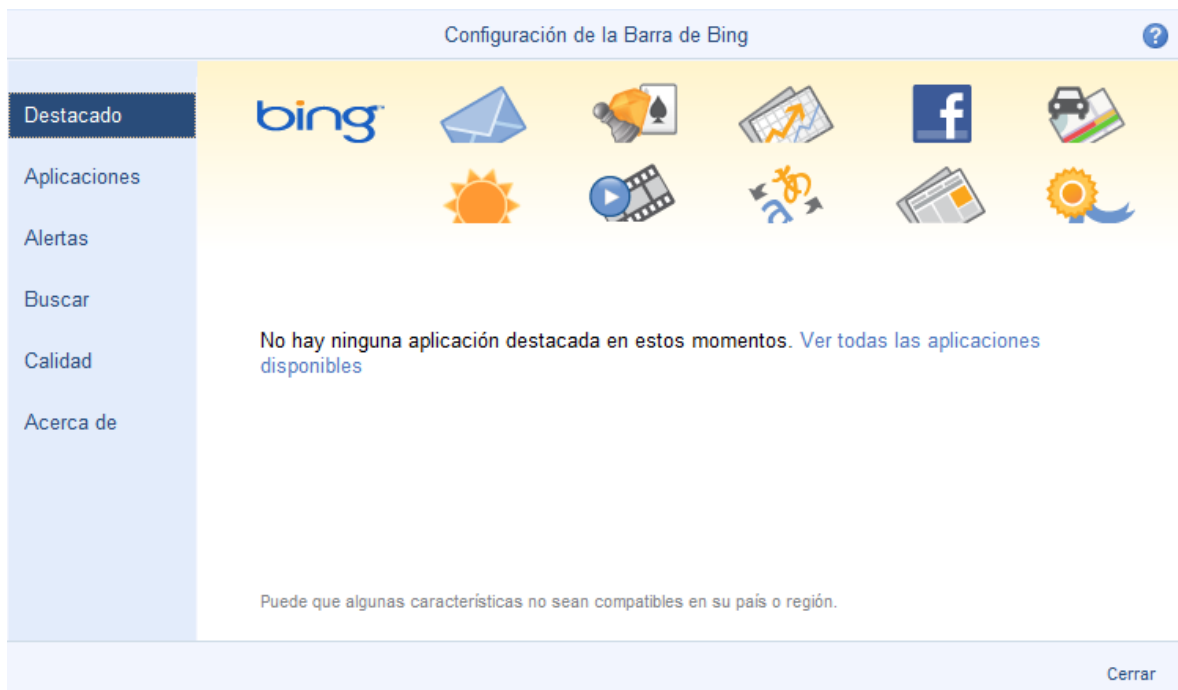 Configuración de la Barra de Bing
?
Destacado
Aplicaciones
Alertas
Buscar
Calidad
Acerca de
bing™
f
a あ
No hay ninguna aplicación destacada en estos momentos. Ver todas las aplicaciones
disponibles
Puede que algunas características no sean compatibles en su país o región.
Cerrar